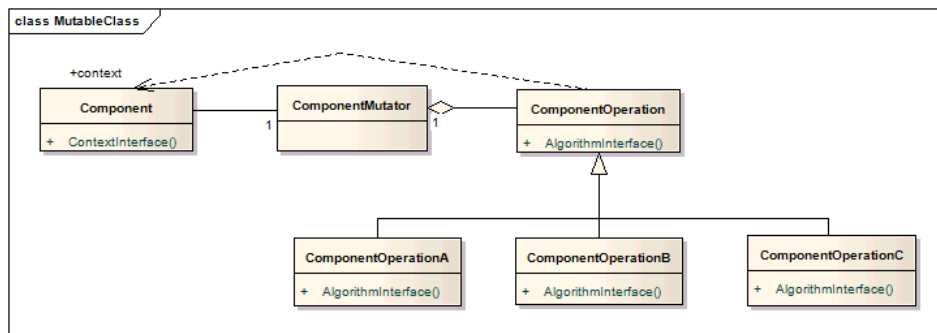 class MutableClass
+context
Component
+ ContextInterface()
1
ComponentMutator
1
ComponentOperation
+ AlgorithmInterface()
ComponentOperationA
+ AlgorithmInterface()
ComponentOperationB
+ AlgorithmInterface()
ComponentOperationC
+ AlgorithmInterface()